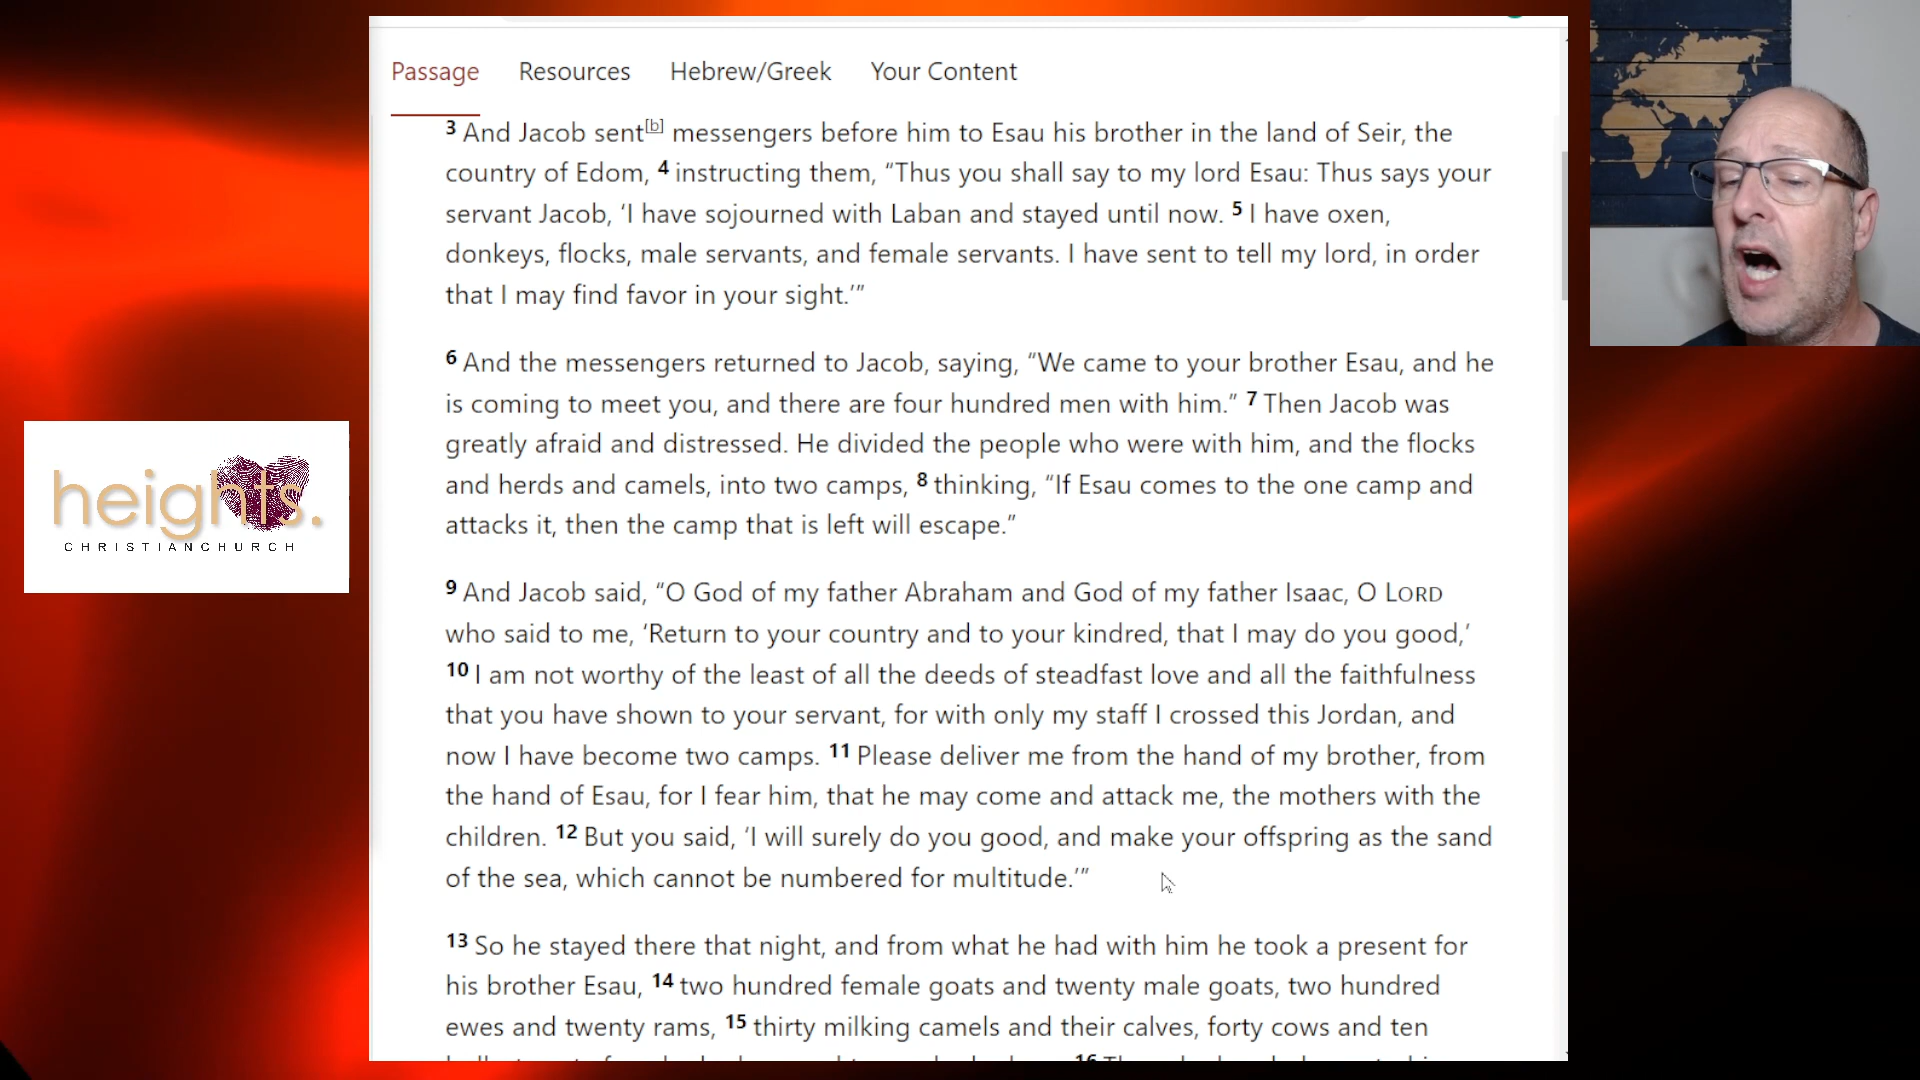 Passage Resources Hebrew/Greek Your Content
3 And Jacob sent[b] messengers before him to Esau his brother in the land of Seir, the
country of Edom, 4 instructing them, “Thus you shall say to my lord Esau: Thus says your
servant Jacob, ‘I have sojourned with Laban and stayed until now. 5 I have oxen,
donkeys, flocks, male servants, and female servants. I have sent to tell my lord, in order
that I may find favor in your sight.’”
6 And the messengers returned to Jacob, saying, “We came to your brother Esau, and he
is coming to meet you, and there are four hundred men with him.” 7 Then Jacob was
greatly afraid and distressed. He divided the people who were with him, and the flocks
and herds and camels, into two camps, 8 thinking, “If Esau comes to the one camp and
attacks it, then the camp that is left will escape.”
9 And Jacob said, “O God of my father Abraham and God of my father Isaac, O LORD
who said to me, ‘Return to your country and to your kindred, that I may do you good,’
10 I am not worthy of the least of all the deeds of steadfast love and all the faithfulness
that you have shown to your servant, for with only my staff I crossed this Jordan, and
now I have become two camps. 11 Please deliver me from the hand of my brother, from
the hand of Esau, for I fear him, that he may come and attack me, the mothers with the
children. 12 But you said, ‘I will surely do you good, and make your offspring as the sand
of the sea, which cannot be numbered for multitude.’”
13 So he stayed there that night, and from what he had with him he took a present for
his brother Esau, 14 two hundred female goats and twenty male goats, two hundred
ewes and twenty rams, 15 thirty milking camels and their calves, forty cows and ten
16
heights.
CHRISTIANCHURCH